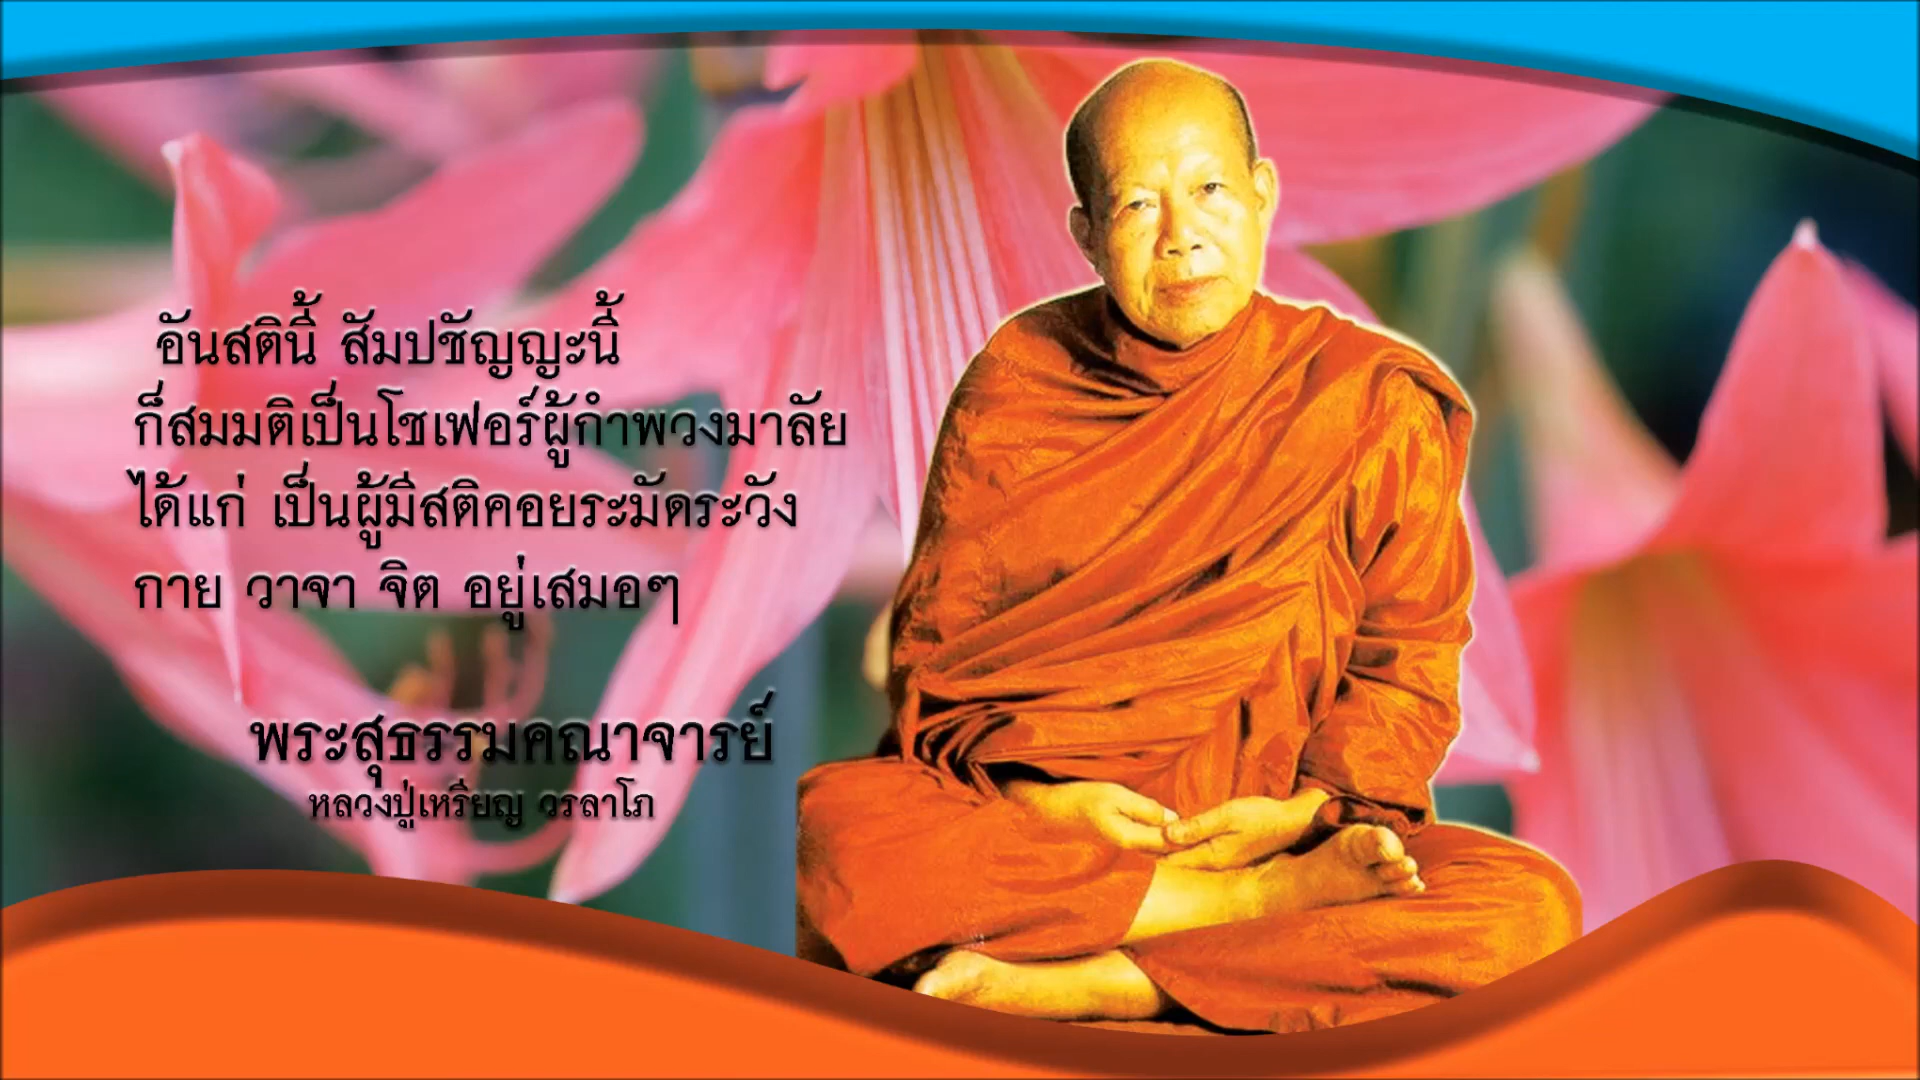 อันสตินี้ สัมปชัญญะนี้
ก็สมมติเป็นโชเฟอร์ผู้กำพวงมาลัย
ได้แก่ เป็นผู้มีสติคอยระมัดระวัง
กาย วาจา จิต อยู่เสมอๆ
พระสุธรรมคณาจารย์
หลวงปู่เหรียญ วรลาโภ